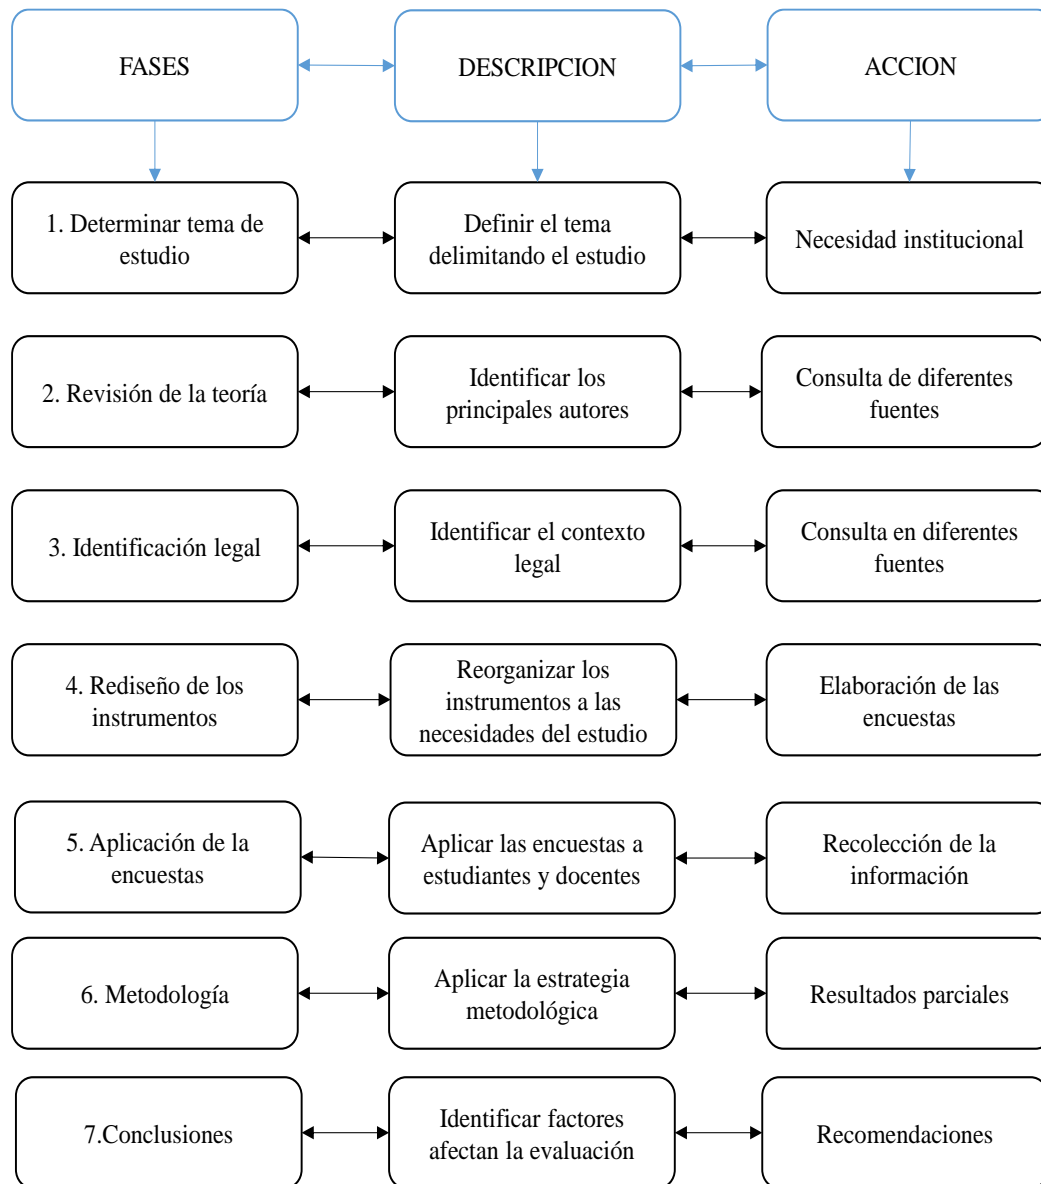 FASES
DESCRIPCION
ACCION
1. Determinar tema de
estudio
Definir el tema
delimitando el estudio
Necesidad institucional
2. Revisión de la teoría
Identificar los
principales autores
Consulta de diferentes
fuentes
3. Identificación legal
Identificar el contexto
legal
Consulta en diferentes
fuentes
4. Rediseño de los
instrumentos
Reorganizar los
instrumentos a las
necesidades del estudio
Elaboración de las
encuestas
5. Aplicación de la
encuestas
Aplicar las encuestas a
estudiantes y docentes
Recolección de la
información
6. Metodología
Aplicar la estrategia
metodológica
Resultados parciales
7.Conclusiones
Identificar factores
afectan la evaluación
Recomendaciones